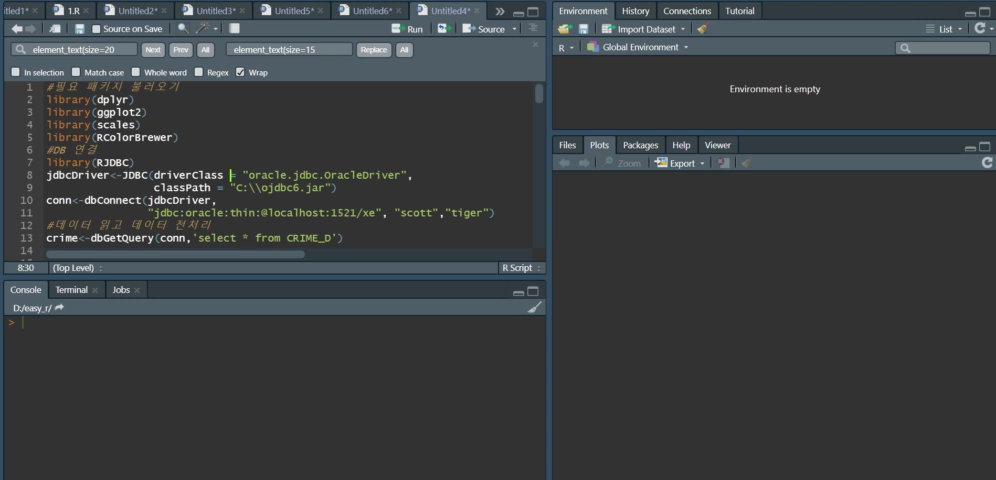 itled1* 1.R Untitled2* Untitled3* Untitled5* Untitled6* Untitled4*
Source on Save Run Source
element_text(size=20 Next Prev All element_text(size=15 Replace All
In selection Match case Whole word Regex Wrap
1 #필요 패키지 불러오기
2 library(dplyr)
3 library(ggplot2)
4 library(scales)
5 library(RColorBrewer)
6 #DB 연결
7 library(RJDBC)
8 jdbcDriver<-JDBC(driverClass = "oracle.jdbc.OracleDriver",
9 classPath = "C:\\ojdbc6.jar")
10 conn<-dbConnect(jdbcDriver,
11 "jdbc:oracle:thin:@localhost:1521/xe", "scott","tiger")
12 #데이터 읽고 데이터 전처리
13 crime<-dbGetQuery(conn,'select * from CRIME_D')
14
8:30 (Top Level) R Script
Console Terminal Jobs
D:/easy_r/
>
Environment History Connections Tutorial
Import Dataset List
R Global Environment
Environment is empty
Files Plots Packages Help Viewer
Zoom Export